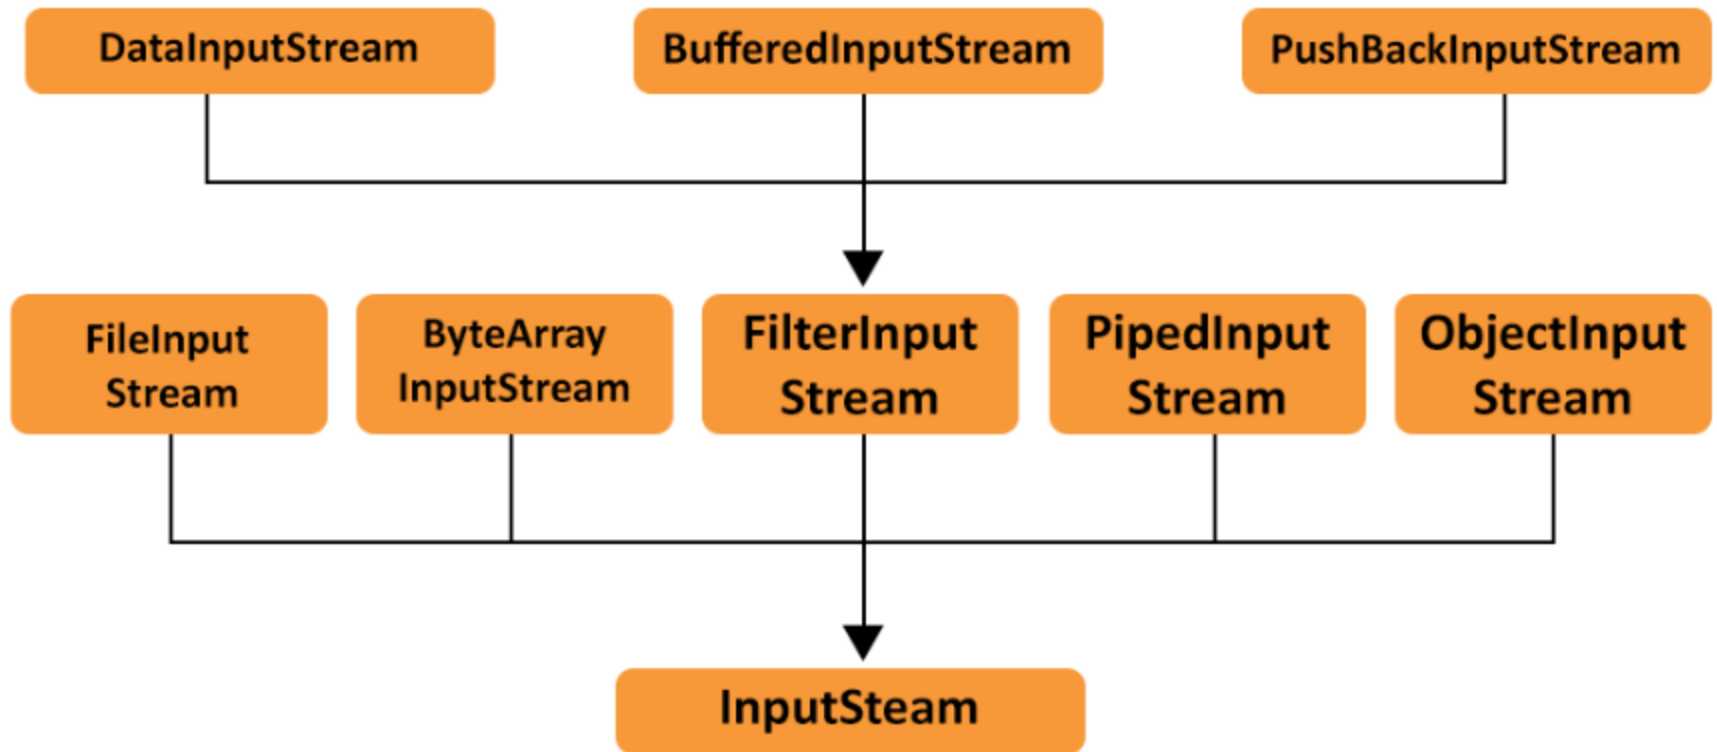 DataInputStream
BufferedInputStream
PushBackInputStream
FileInput
Stream
ByteArray
InputStream
FilterInput
Stream
PipedInput
Stream
ObjectInput
Stream
InputSteam